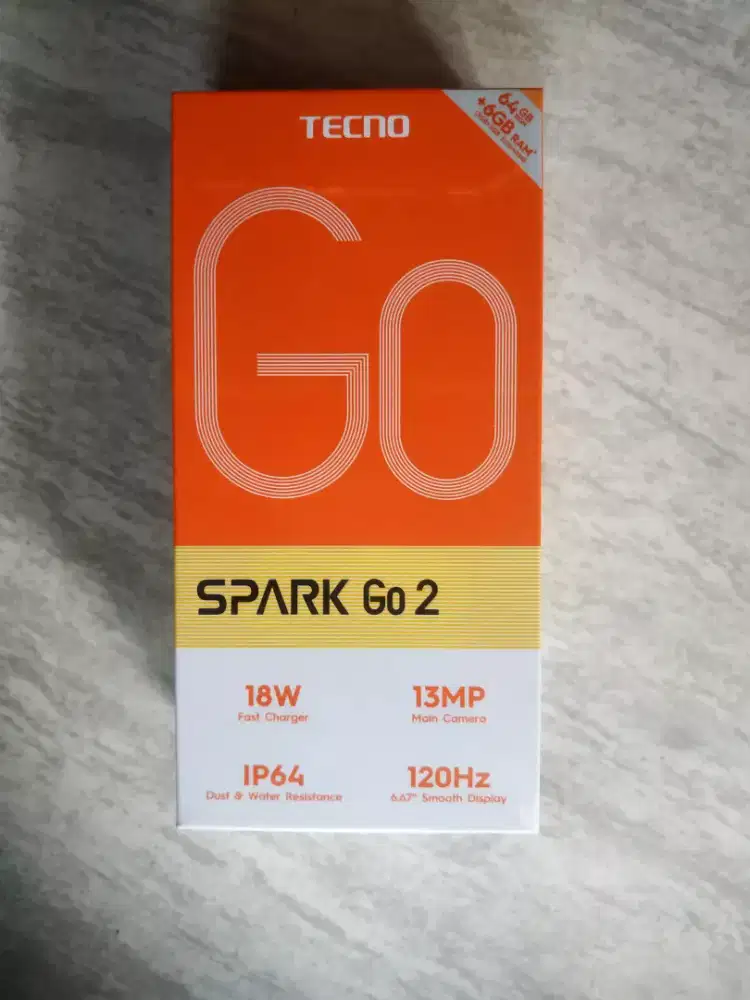 TECNO
64GB
ROM
+6GB RAM*
Go
SPARK Go 2
18W
Fast Charger
13MP
Main Camera
IP64
Dust & Water Resistance
120Hz
6.67" Smooth Display